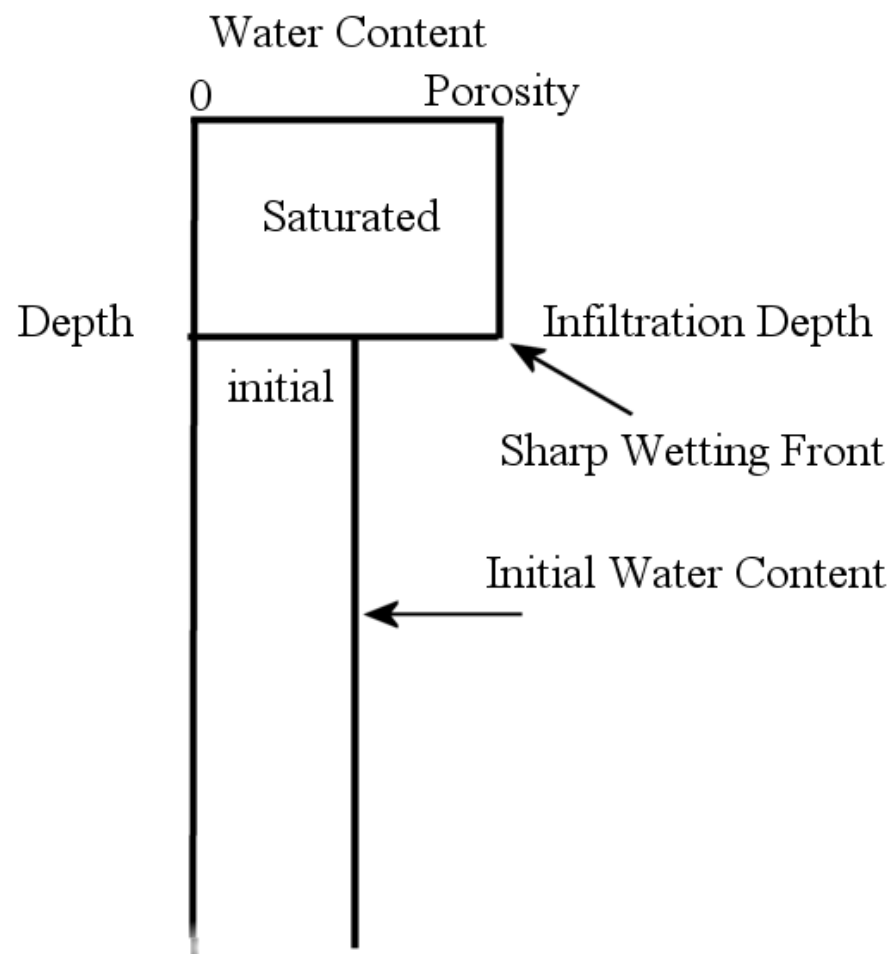 Water Content
0
Porosity
Saturated
Depth
Infiltration Depth
initial
Sharp Wetting Front
Initial Water Content